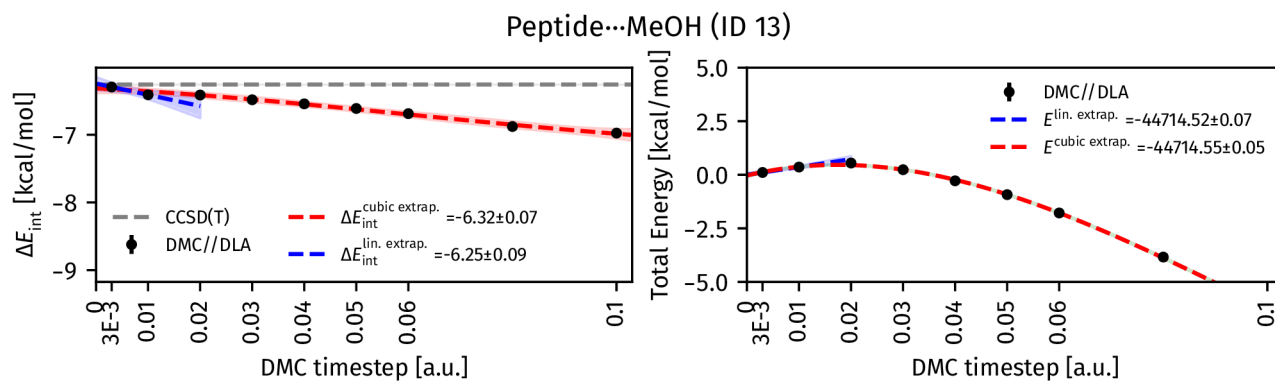 Peptide···MeOH (ID 13)
ΔE_int [kcal/mol]
−7
−8
−9
CCSD(T)
DMC//DLA
ΔE_int^cubic extrap. =-6.32±0.07
ΔE_int^lin. extrap. =-6.25±0.09
0
3E-3
0.01
0.02
0.03
0.04
0.05
0.06
0.1
DMC timestep [a.u.]
Total Energy [kcal/mol]
5.0
2.5
0.0
−2.5
−5.0
DMC//DLA
E^lin. extrap. =-44714.52±0.07
E^cubic extrap. =-44714.55±0.05
0
3E-3
0.01
0.02
0.03
0.04
0.05
0.06
0.1
DMC timestep [a.u.]